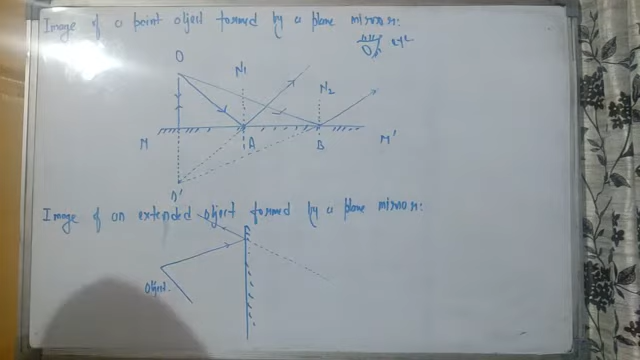 Image of a point object formed by a plane mirror:
O
N1
N2
M
A
B
M'
O'
Image of an extended object formed by a plane mirror:
Object.